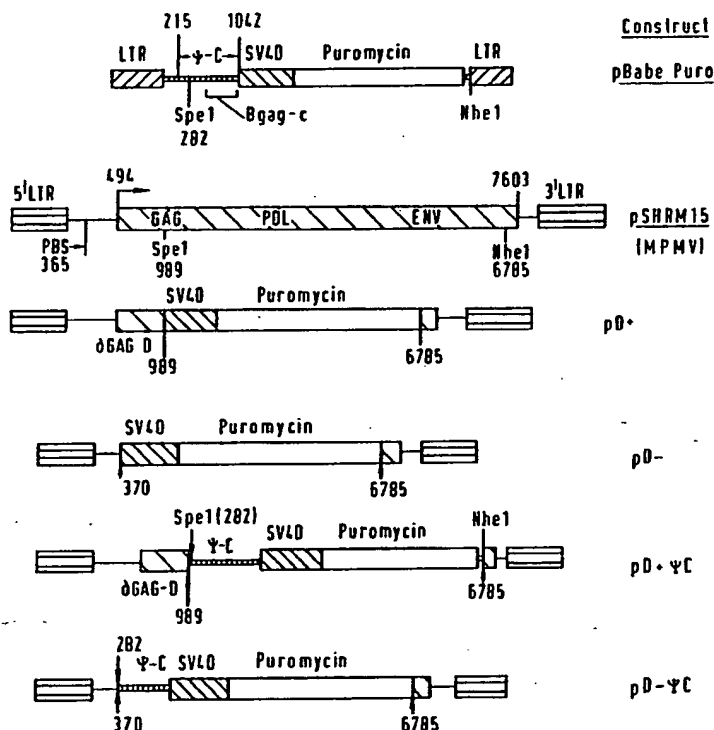 Construct
215 1042
LTR Ψ-C SV40 Puromycin LTR
pBabe Puro
Spe1 Bgag-c Nhe1
282
5'LTR 494 7603 3'LTR
GAG POL ENV
pSHRM15
PBS Spe1 Nhe1 (MPMV)
365 989 6785
SV40 Puromycin
pD+
∂GAG D 989 6785
SV40 Puromycin
pD-
370 6785
Spe1(282) Nhe1
Ψ-C SV40 Puromycin
pD+ΨC
∂GAG-D 6785
989
282
Ψ-C SV40 Puromycin
pD-ΨC
370 6785